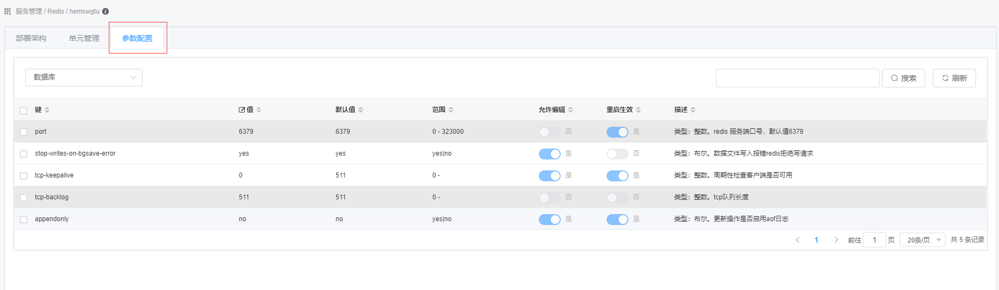 服务管理 / Redis / hemswgtu
部署架构 单元管理 参数配置
数据库 搜索 刷新
键 值 默认值 范围 允许编辑 重启生效 描述
port 6379 6379 0 - 323000 否 是 类型：整数。redis 服务端口号，默认值6379
stop-writes-on-bgsave-error yes yes yes|no 是 否 类型：布尔。数据文件写入报错redis拒绝写请求
tcp-keepalive 0 511 0 - 是 是 类型：整数。周期性检查客户端是否可用
tcp-backlog 511 511 0 - 否 否 类型：整数。tcp队列长度
appendonly no no yes|no 是 是 类型：布尔。更新操作是否启用aof日志
1 前往 1 页 20条/页 共 5 条记录